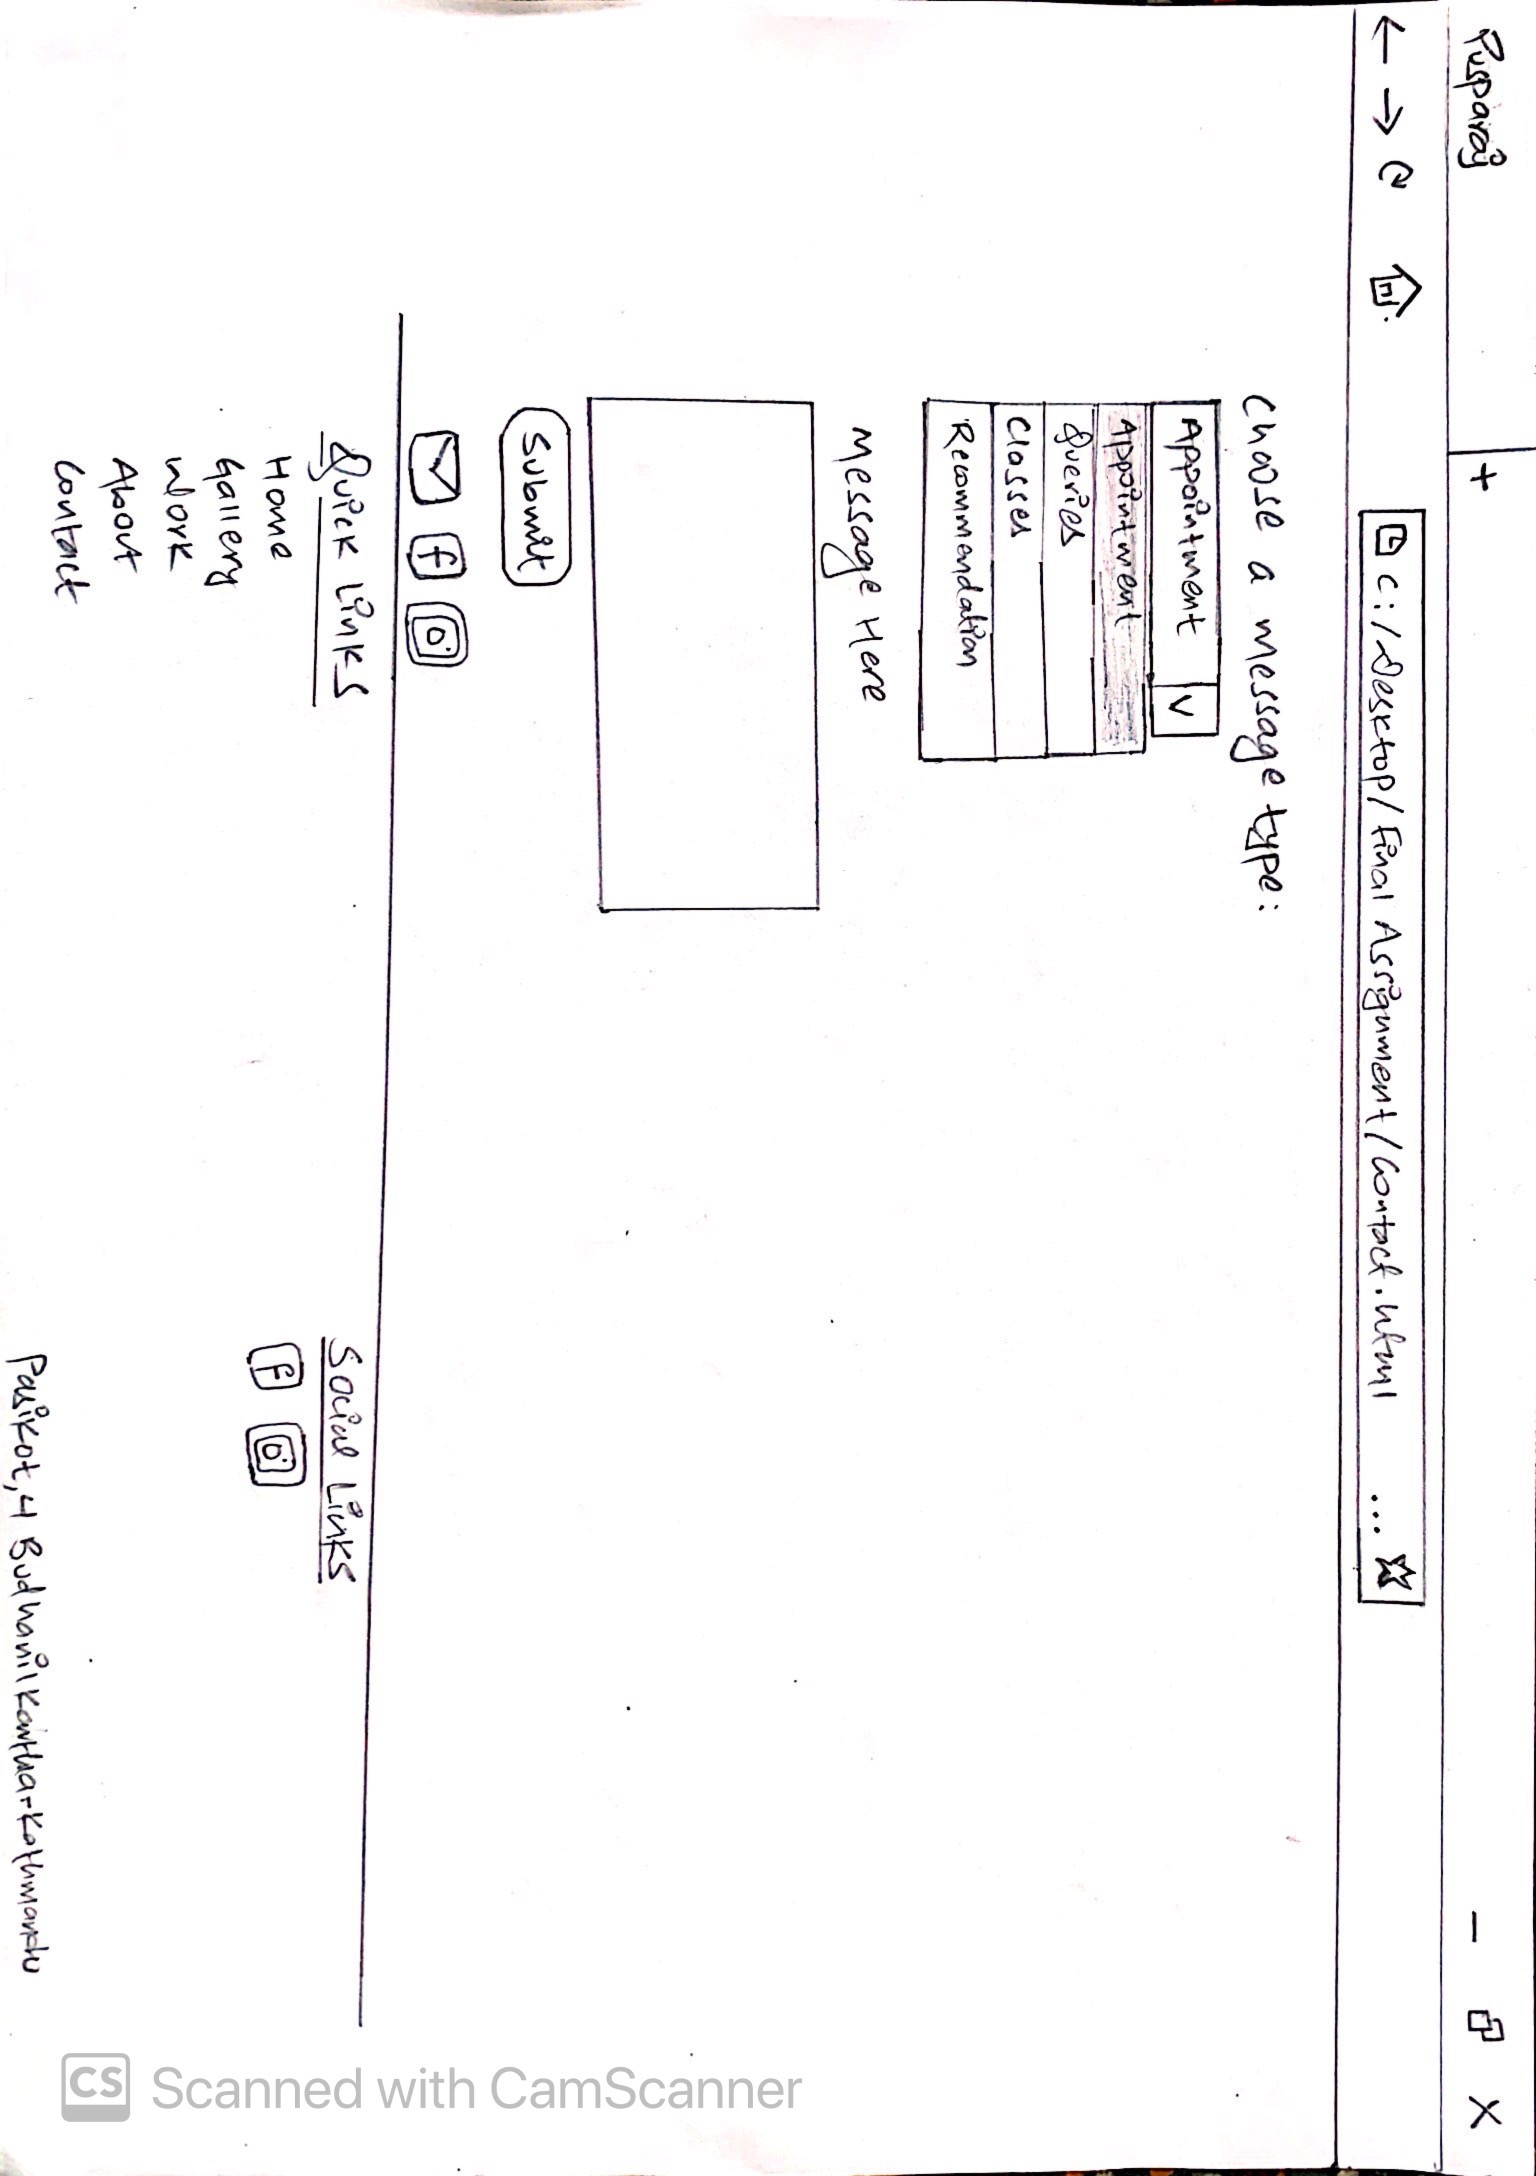 Pusparaj
+
C:/Desktop/Final Assignment/Contact.html ...
Choose a message type:
Appointment
Appointment
Queries
Classes
Recommendation
Message Here
Submit
f
Quick Links
Home
Gallery
Work
About
Contact
Social Links
f
Pasikot,4 Budhanilkantha-Kathmandu
CS Scanned with CamScanner